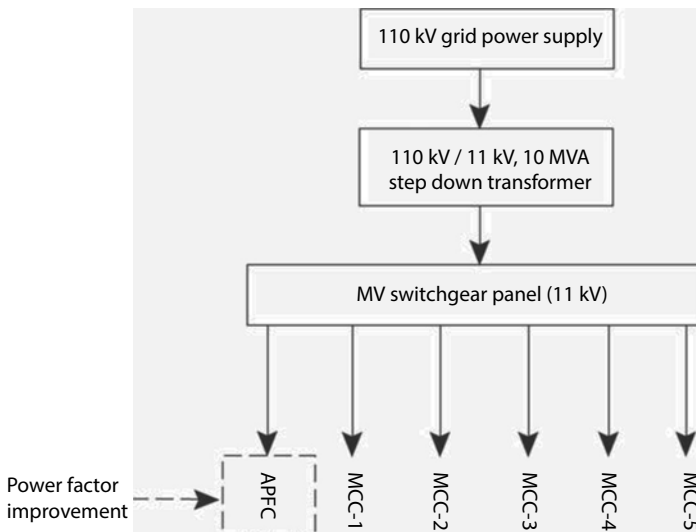 110 kV grid power supply
110 kV / 11 kV, 10 MVA
step down transformer
MV switchgear panel (11 kV)
Power factor
improvement
APFC
MCC-1
MCC-2
MCC-3
MCC-4
MCC-5